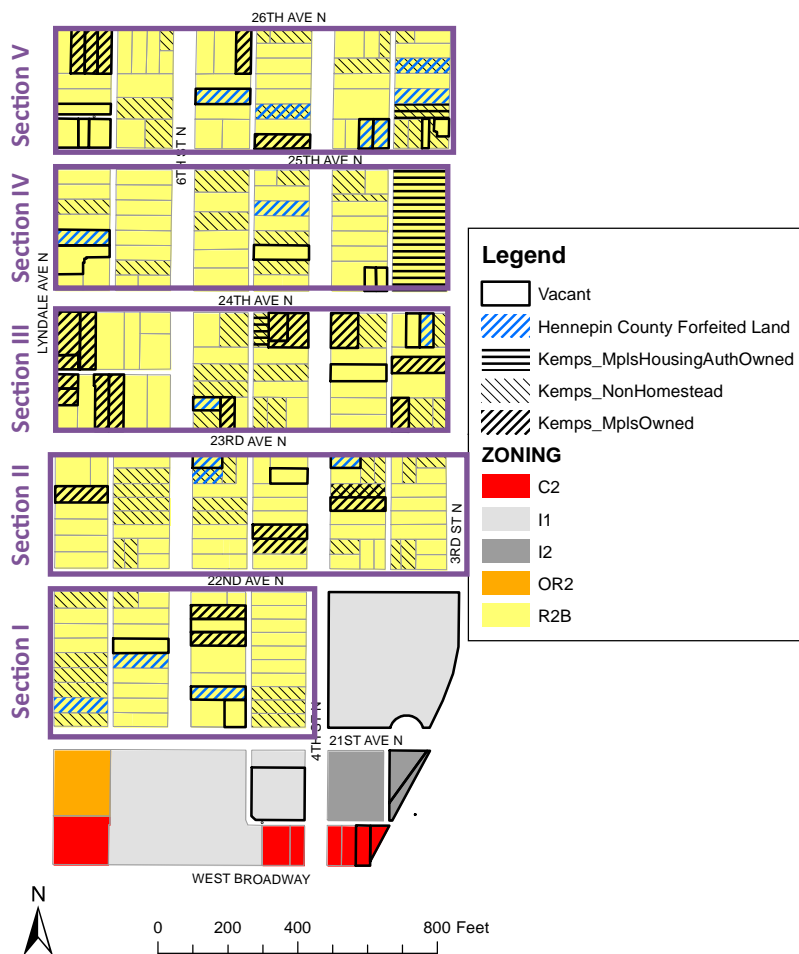 26TH AVE N
Section V
6TH ST N
25TH AVE N
Section IV
LYNDALE AVE N
24TH AVE N
Section III
23RD AVE N
Section II
3RD ST N
22ND AVE N
Section I
4TH ST N
21ST AVE N
WEST BROADWAY
Legend
Vacant
Hennepin County Forfeited Land
Kemps_MplsHousingAuthOwned
Kemps_NonHomestead
Kemps_MplsOwned
ZONING
C2
I1
I2
OR2
R2B
N
0 200 400 800 Feet